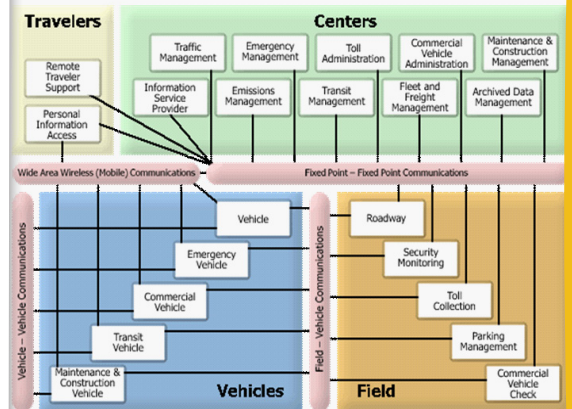 Travelers
Centers
Remote
Traveler
Support
Personal
Information
Access
Traffic
Management
Emergency
Management
Toll
Administration
Commercial
Vehicle
Administration
Maintenance &
Construction
Management
Information
Service
Provider
Emissions
Management
Transit
Management
Fleet and
Freight
Management
Archived Data
Management
Wide Area Wireless (Mobile) Communications
Fixed Point – Fixed Point Communications
Vehicle – Vehicle Communications
Vehicle
Emergency
Vehicle
Commercial
Vehicle
Transit
Vehicle
Maintenance &
Construction
Vehicle
Vehicles
Field – Vehicle Communications
Roadway
Security
Monitoring
Toll
Collection
Parking
Management
Commercial
Vehicle
Check
Field